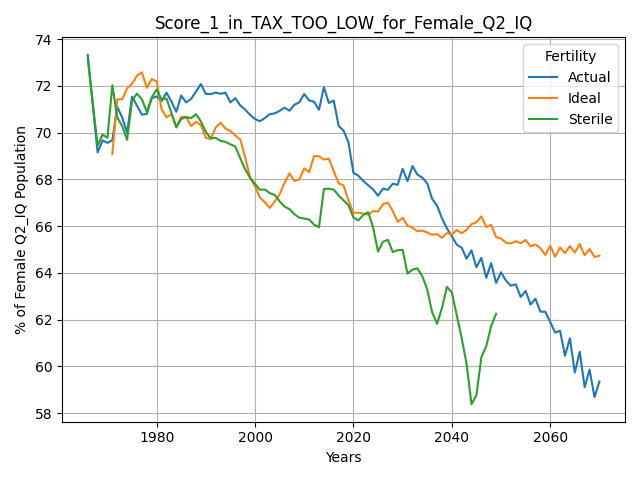 Score_1_in_TAX_TOO_LOW_for_Female_Q2_IQ
% of Female Q2_IQ Population
74
72
70
68
66
64
62
60
58
Fertility
Actual
Ideal
Sterile
1980 2000 2020 2040 2060
Years